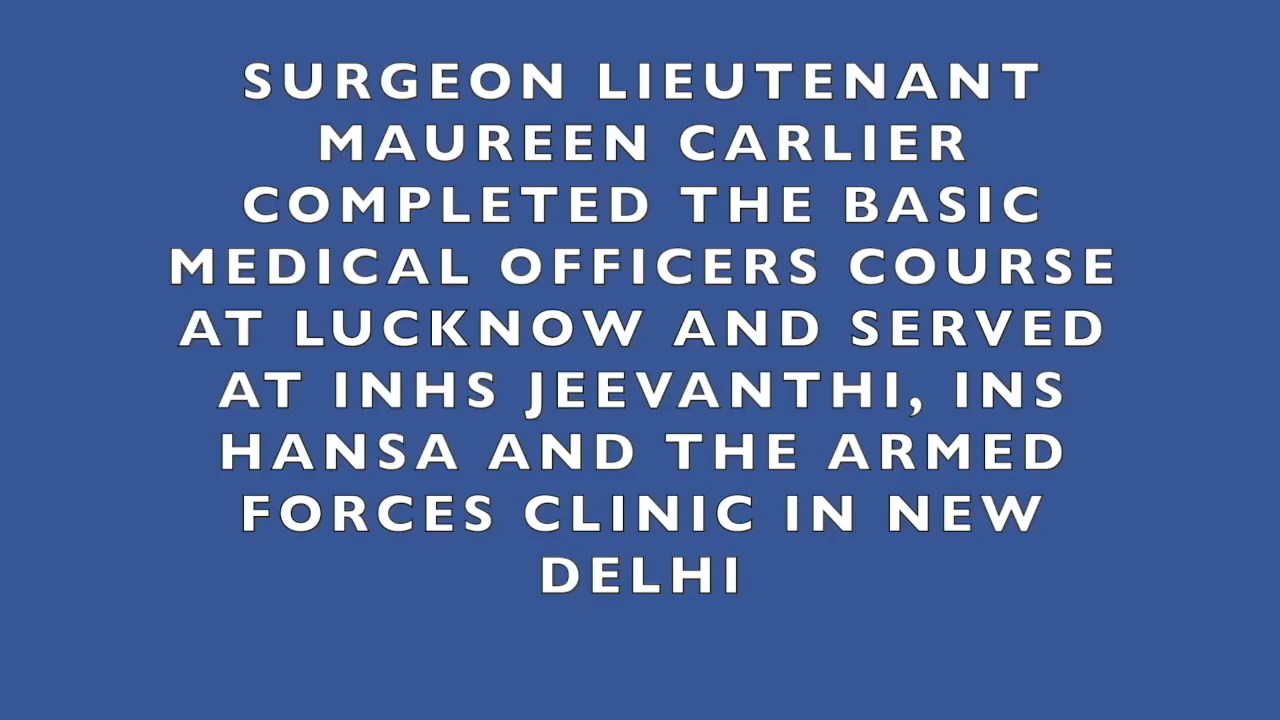 SURGEON LIEUTENANT
MAUREEN CARLIER
COMPLETED THE BASIC
MEDICAL OFFICERS COURSE
AT LUCKNOW AND SERVED
AT INHS JEEVANTHI, INS
HANSA AND THE ARMED
FORCES CLINIC IN NEW
DELHI